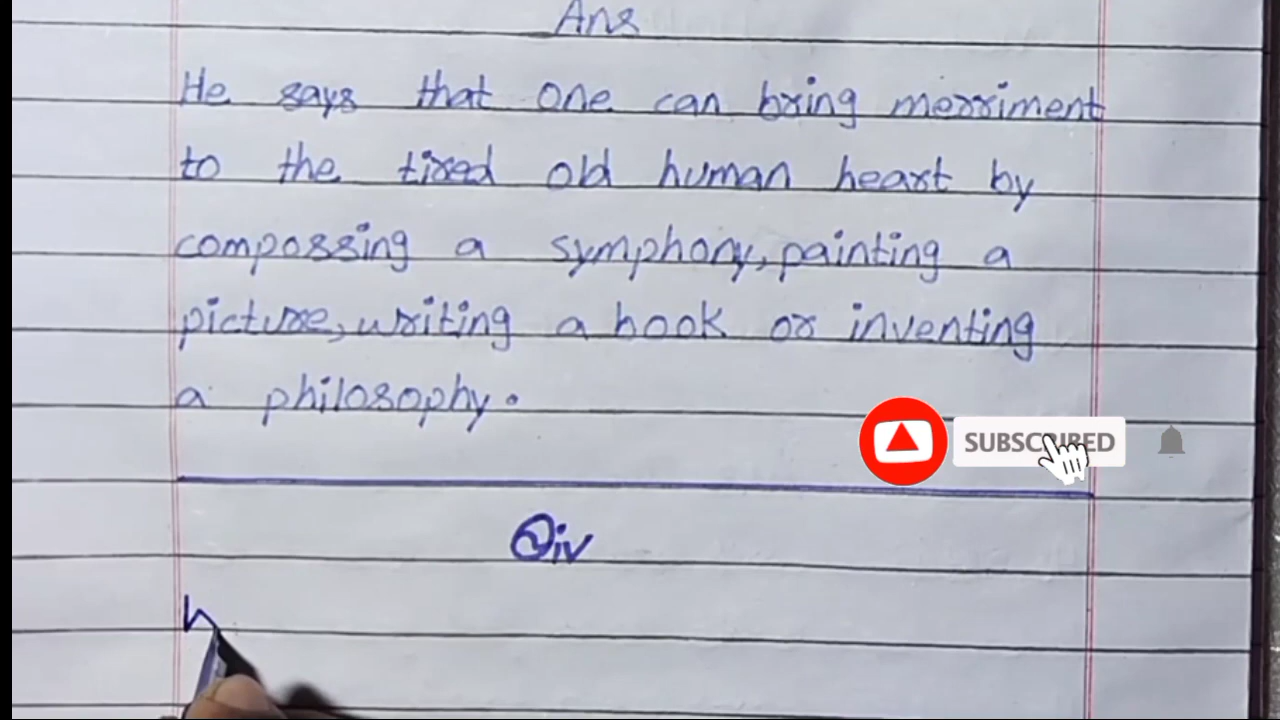 Ans
He says that one can bring merriment
to the tired old human heart by
compossing a symphony, painting a
picture, writing a book or inventing
a philosophy.
SUBSCRIBED
Qiv